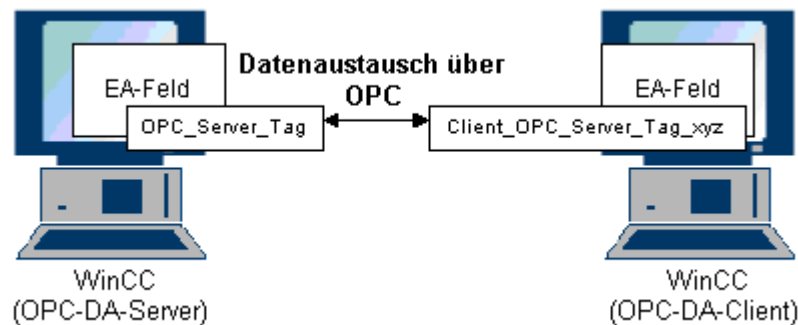 Datenaustausch über
OPC
EA-Feld
OPC_Server_Tag
EA-Feld
Client_OPC_Server_Tag_xyz
WinCC
(OPC-DA-Server)
WinCC
(OPC-DA-Client)